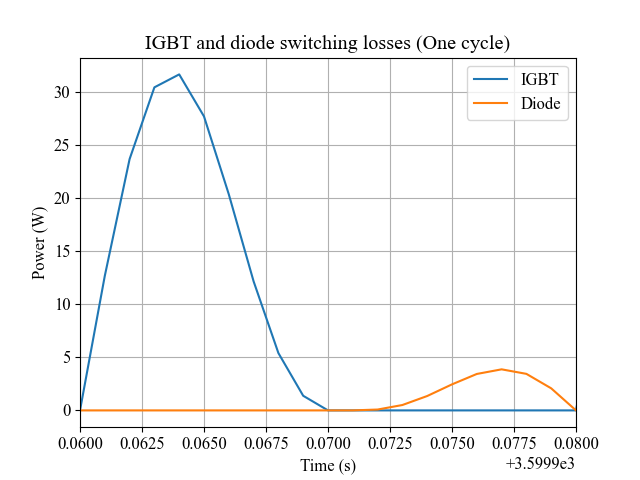 IGBT and diode switching losses (One cycle)
IGBT
Diode
30
25
20
15
10
5
0
Power (W)
0.0600 0.0625 0.0650 0.0675 0.0700 0.0725 0.0750 0.0775 0.0800
Time (s)
+3.5999e3